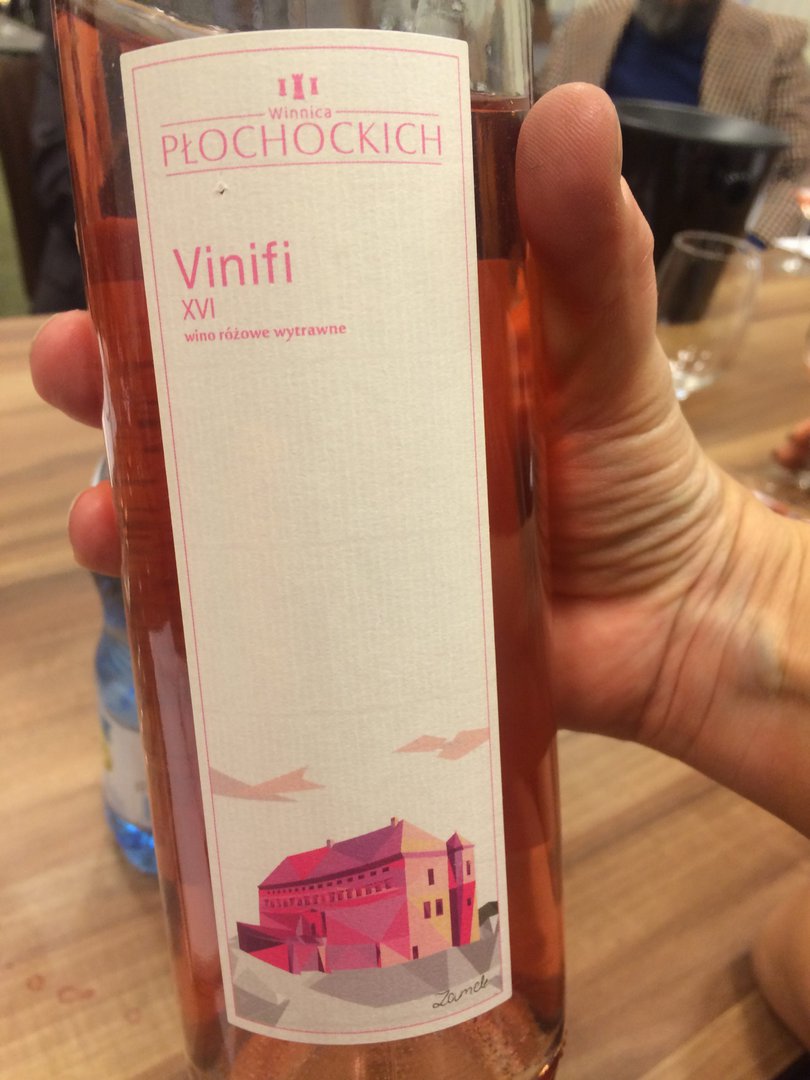 Winnica
PŁOCHOCKICH
Vinifi
XVI
wino różowe wytrawne
Zamek